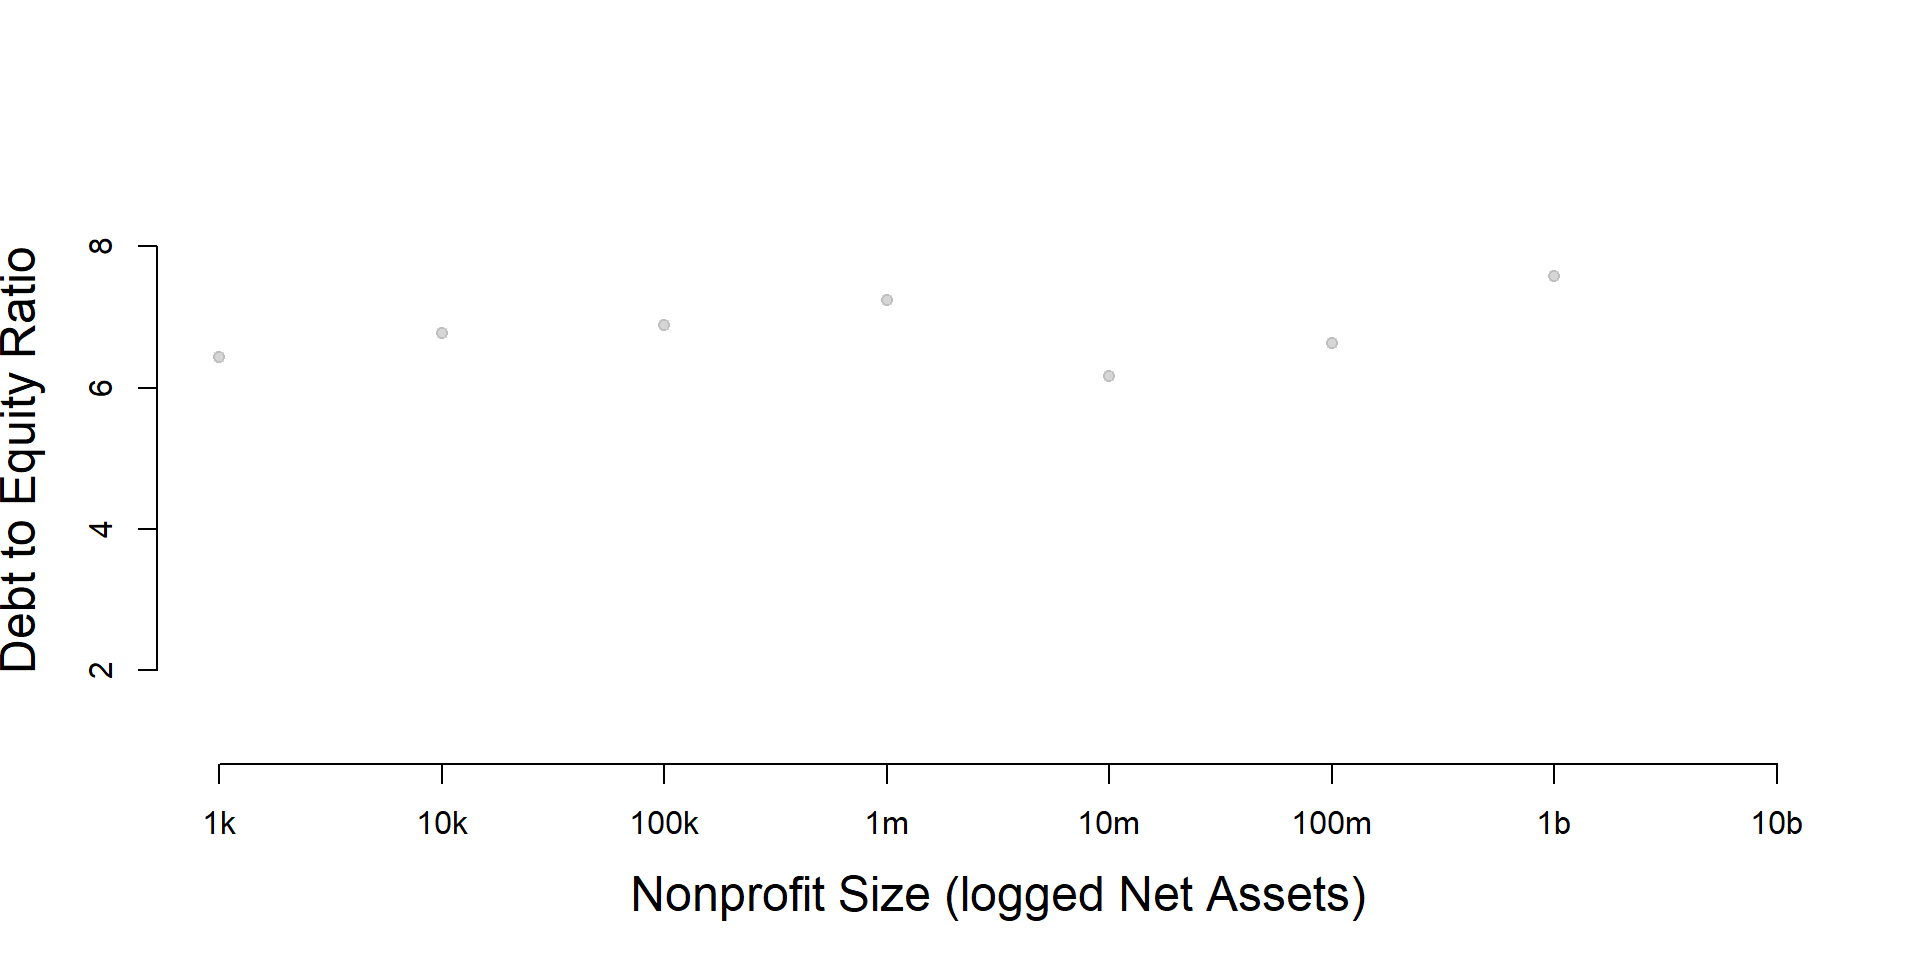 Debt to Equity Ratio
8
6
4
2
1k 10k 100k 1m 10m 100m 1b 10b
Nonprofit Size (logged Net Assets)